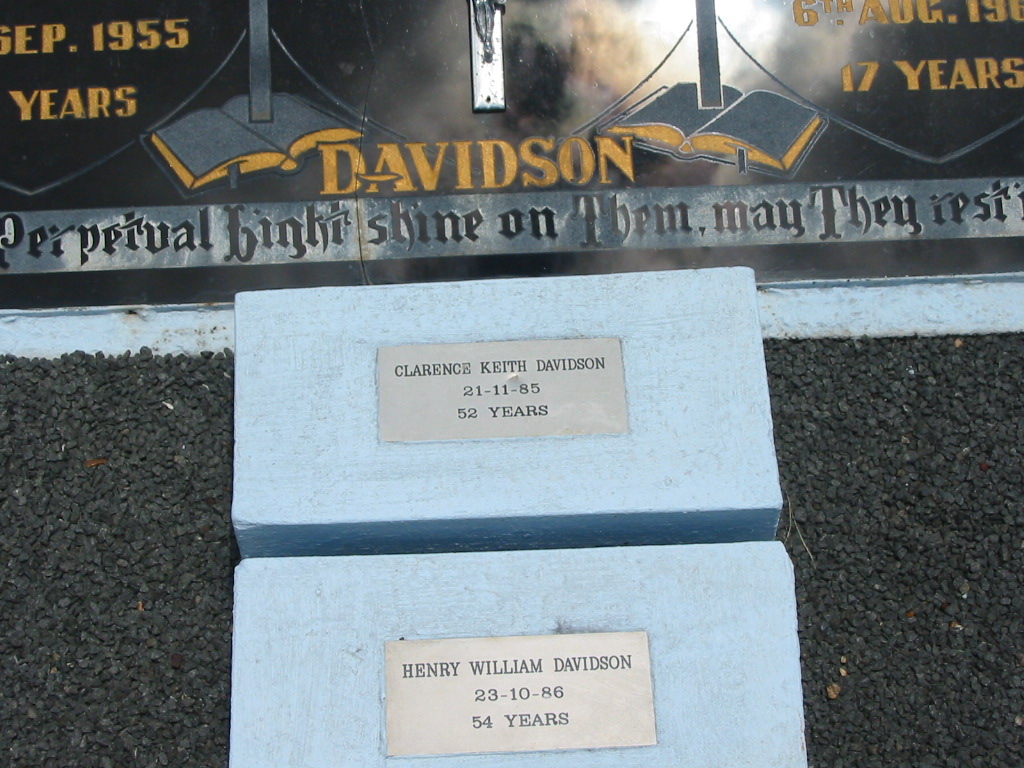 SEP. 1955
YEARS
6TH AUG. 196
17 YEARS
DAVIDSON
Perpetual Light shine on Them, may They rest i
CLARENCE KEITH DAVIDSON
21-11-85
52 YEARS
HENRY WILLIAM DAVIDSON
23-10-86
54 YEARS